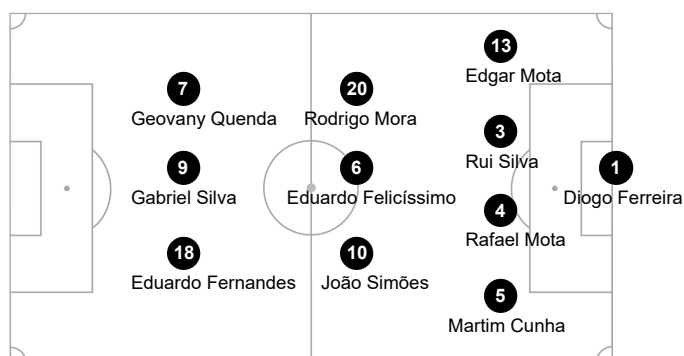 13
Edgar Mota
7
Geovany Quenda
20
Rodrigo Mora
3
Rui Silva
9
Gabriel Silva
6
Eduardo Felicíssimo
1
Diogo Ferreira
4
Rafael Mota
18
Eduardo Fernandes
10
João Simões
5
Martim Cunha